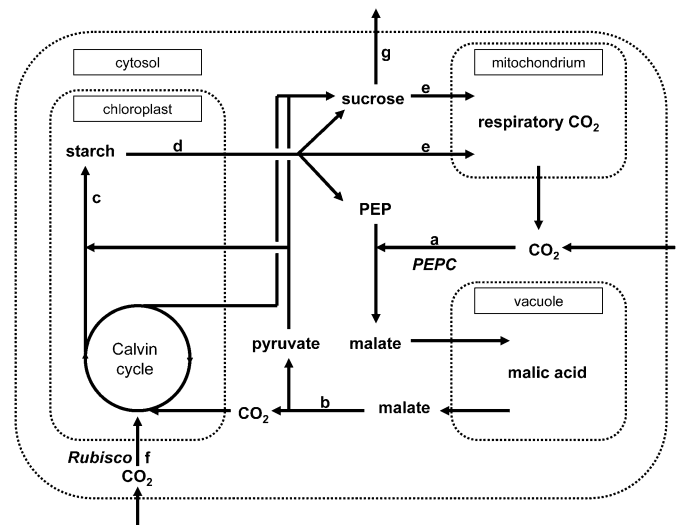 g
cytosol
mitochondrium
chloroplast
sucrose
e
respiratory CO₂
starch
d
e
c
PEP
a
PEPC
CO₂
vacuole
Calvin
cycle
pyruvate
malate
malic acid
CO₂
b
malate
Rubisco
f
CO₂